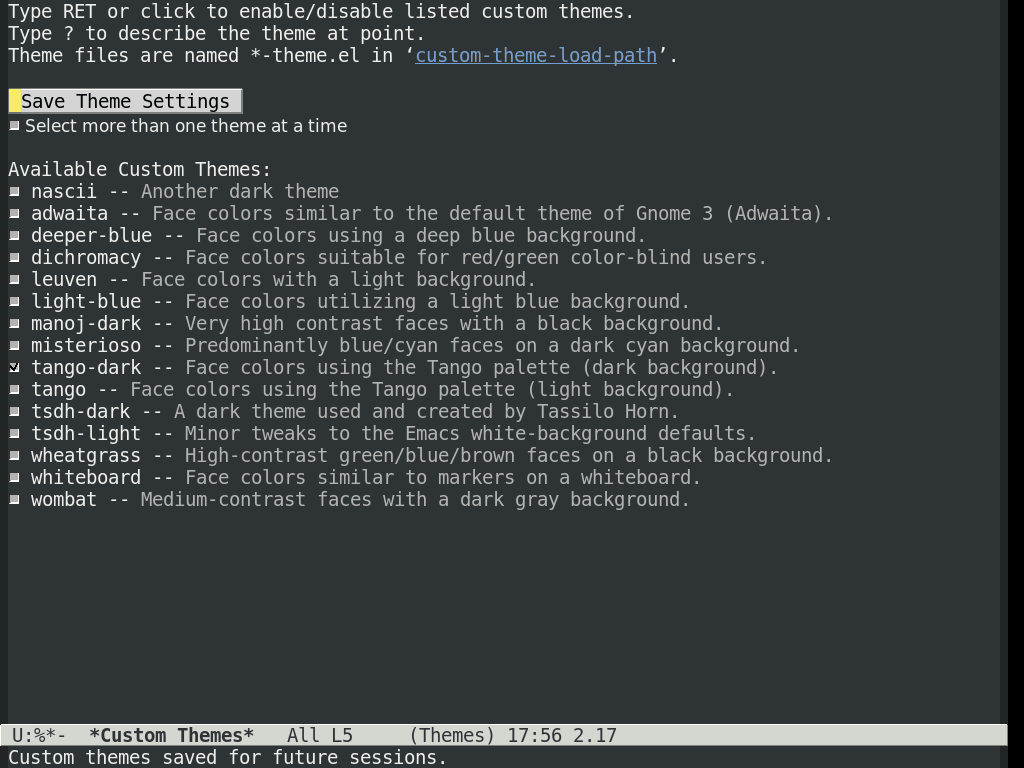 Type RET or click to enable/disable listed custom themes.
Type ? to describe the theme at point.
Theme files are named *-theme.el in ‘custom-theme-load-path’.
Save Theme Settings
Select more than one theme at a time
Available Custom Themes:
nascii -- Another dark theme
adwaita -- Face colors similar to the default theme of Gnome 3 (Adwaita).
deeper-blue -- Face colors using a deep blue background.
dichromacy -- Face colors suitable for red/green color-blind users.
leuven -- Face colors with a light background.
light-blue -- Face colors utilizing a light blue background.
manoj-dark -- Very high contrast faces with a black background.
misterioso -- Predominantly blue/cyan faces on a dark cyan background.
tango-dark -- Face colors using the Tango palette (dark background).
tango -- Face colors using the Tango palette (light background).
tsdh-dark -- A dark theme used and created by Tassilo Horn.
tsdh-light -- Minor tweaks to the Emacs white-background defaults.
wheatgrass -- High-contrast green/blue/brown faces on a black background.
whiteboard -- Face colors similar to markers on a whiteboard.
wombat -- Medium-contrast faces with a dark gray background.
U:%*-  *Custom Themes*   All L5     (Themes) 17:56 2.17
Custom themes saved for future sessions.